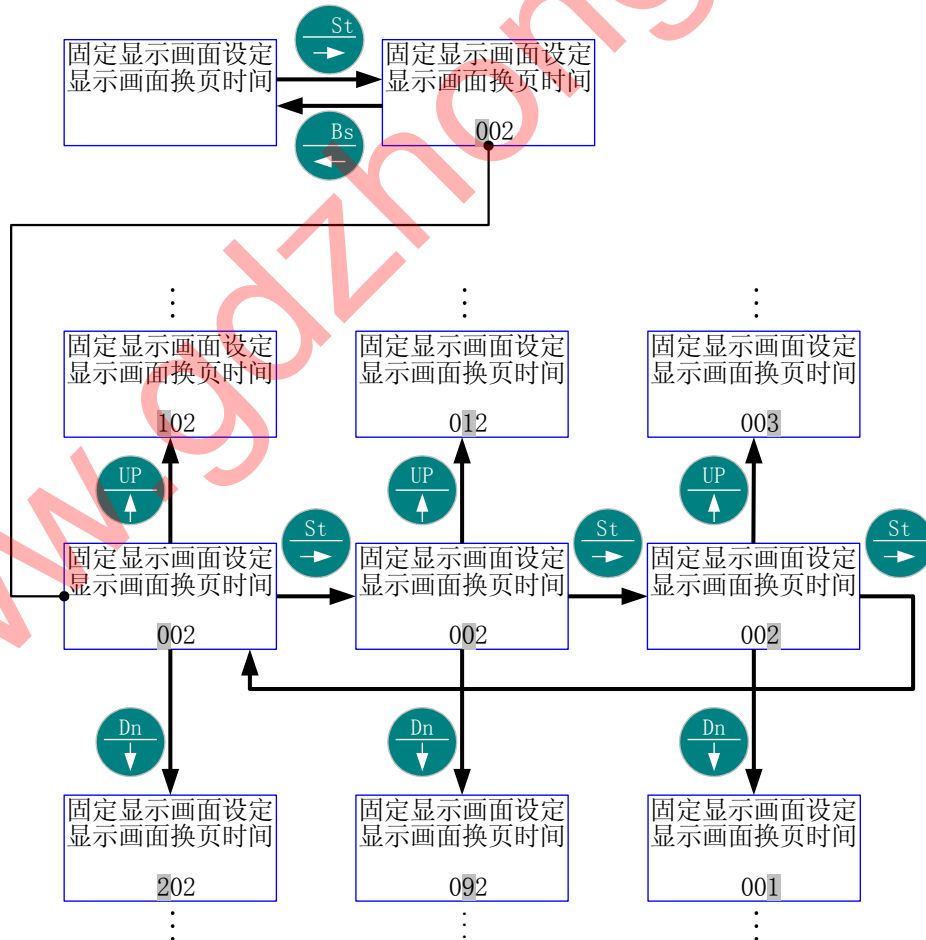 St
固定显示画面设定
显示画面换页时间
固定显示画面设定
显示画面换页时间
002
Bs
固定显示画面设定
显示画面换页时间
102
固定显示画面设定
显示画面换页时间
012
固定显示画面设定
显示画面换页时间
003
UP
UP
UP
St
St
St
固定显示画面设定
显示画面换页时间
002
固定显示画面设定
显示画面换页时间
002
固定显示画面设定
显示画面换页时间
002
Dn
Dn
Dn
固定显示画面设定
显示画面换页时间
202
固定显示画面设定
显示画面换页时间
092
固定显示画面设定
显示画面换页时间
001
w.gdzhong